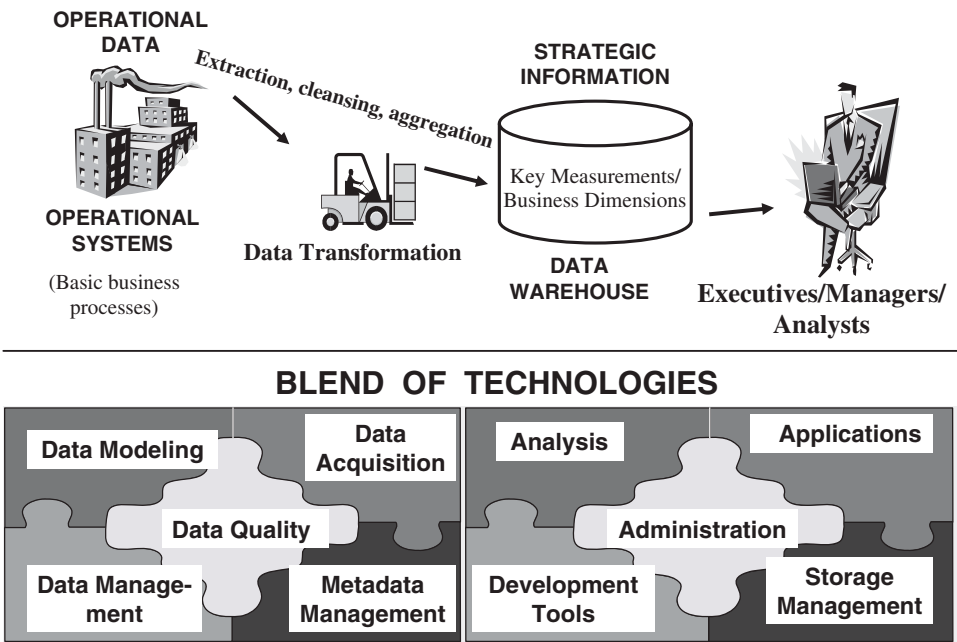 OPERATIONAL
DATA
Extraction, cleansing, aggregation
STRATEGIC
INFORMATION
Key Measurements/
Business Dimensions
OPERATIONAL
SYSTEMS
(Basic business
processes)
Data Transformation
DATA
WAREHOUSE
Executives/Managers/
Analysts
BLEND OF TECHNOLOGIES
Data Modeling
Data
Acquisition
Data Quality
Data Manage-
ment
Metadata
Management
Analysis
Applications
Administration
Development
Tools
Storage
Management